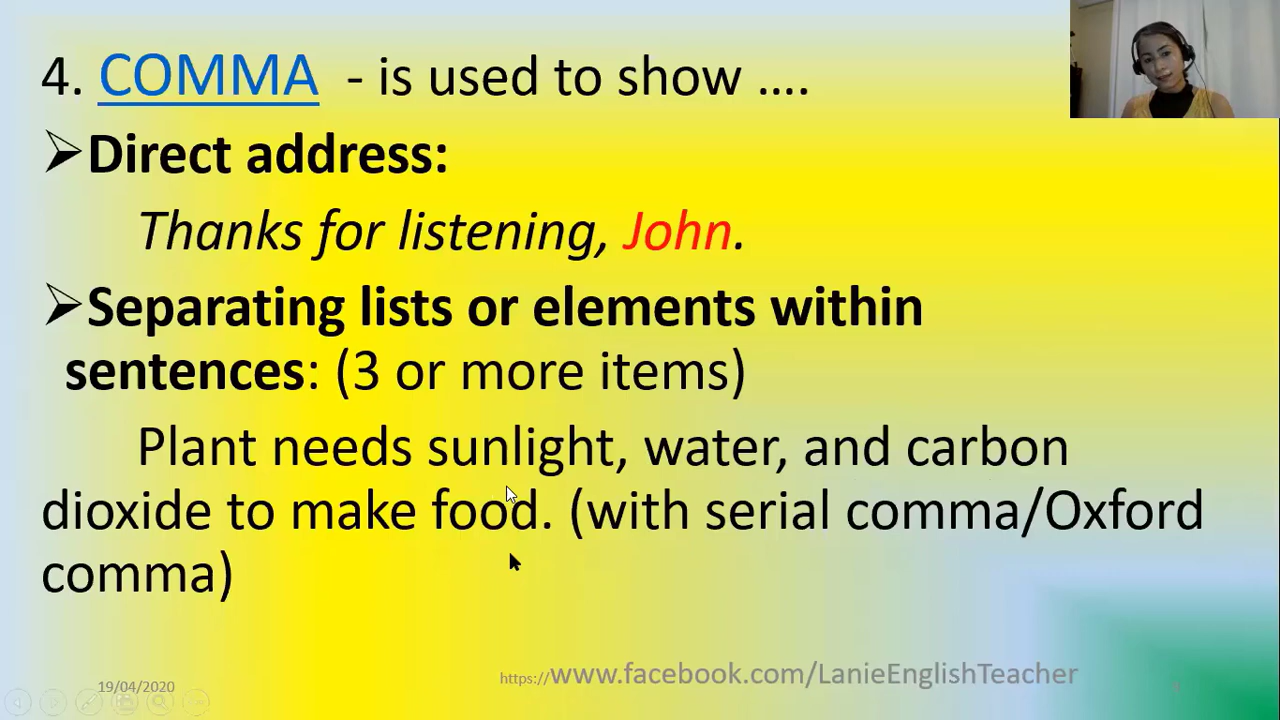 4. COMMA - is used to show ....
➢Direct address:
Thanks for listening, John.
➢Separating lists or elements within
sentences: (3 or more items)
Plant needs sunlight, water, and carbon
dioxide to make food. (with serial comma/Oxford
comma)
19/04/2020
https://www.facebook.com/LanieEnglishTeacher